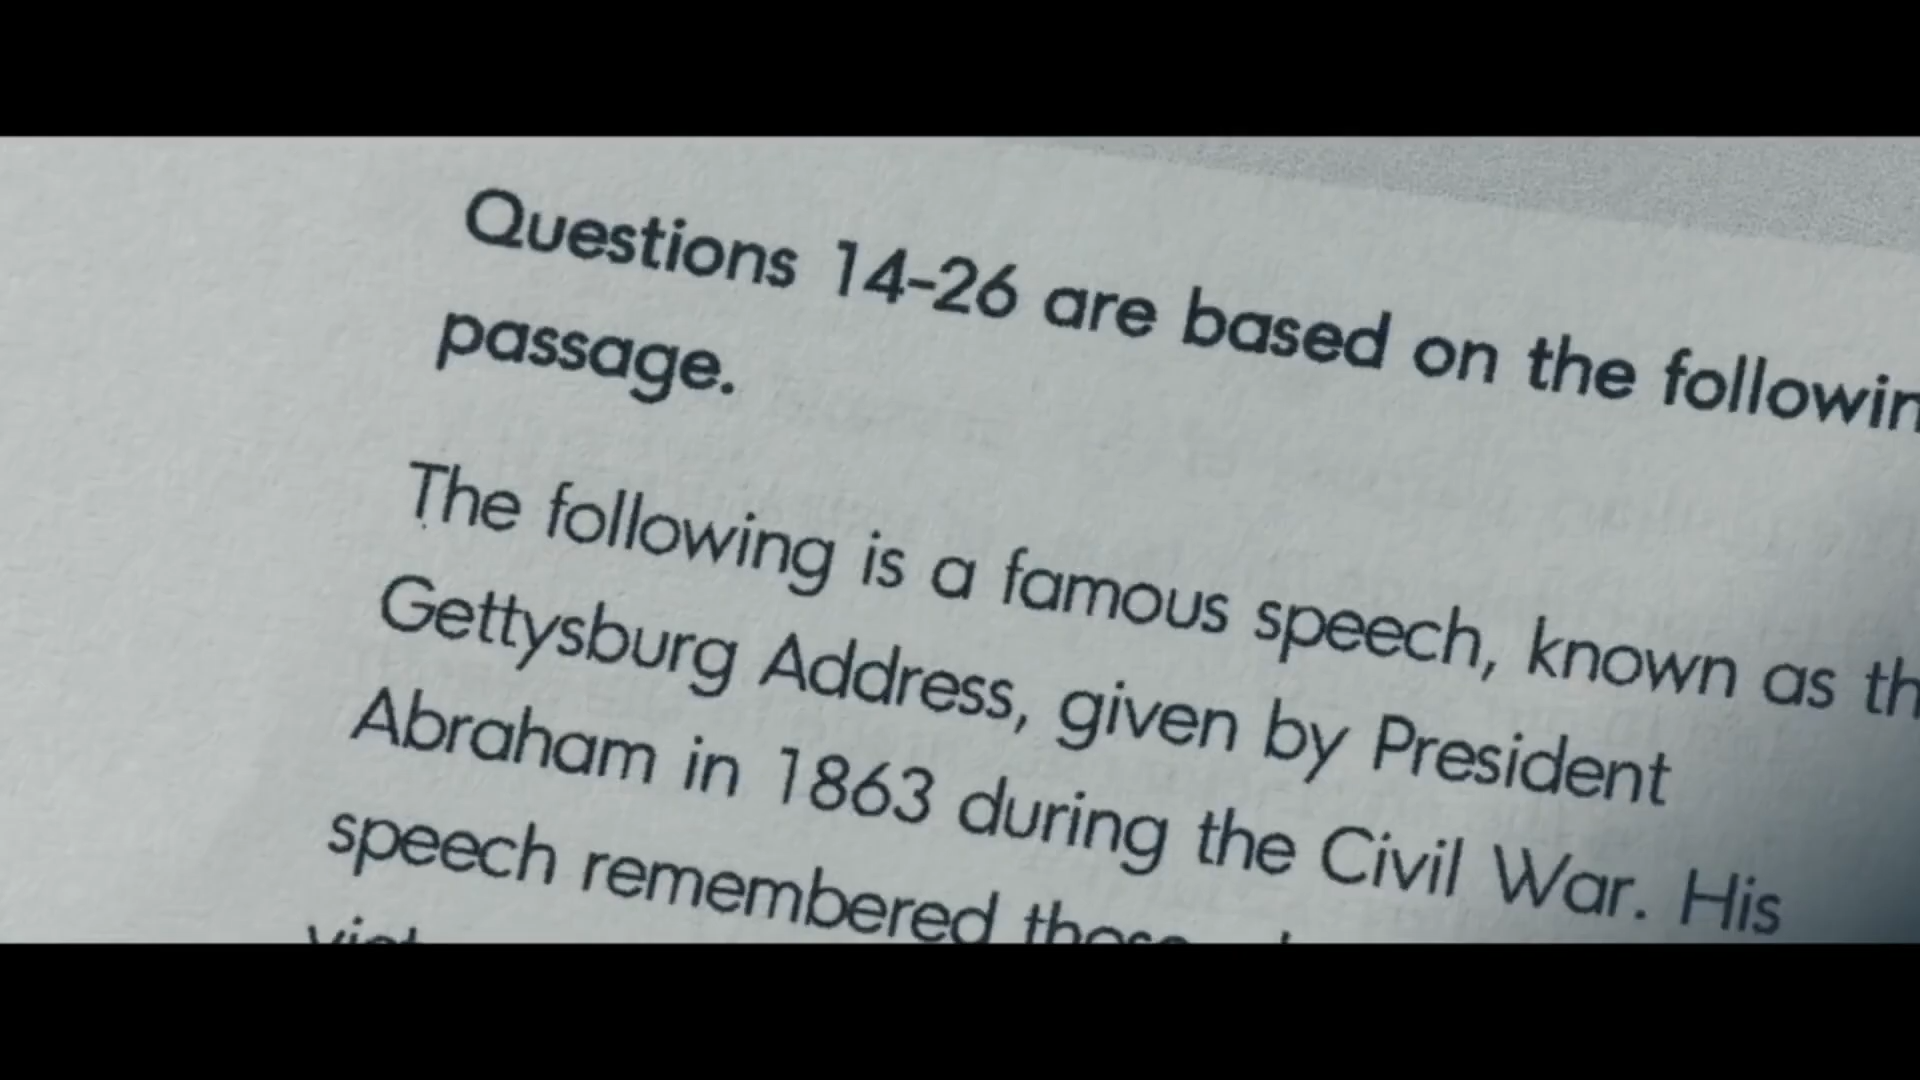 Questions 14-26 are based on the followin
passage.
The following is a famous speech, known as th
Gettysburg Address, given by President
Abraham in 1863 during the Civil War. His
speech remembered those